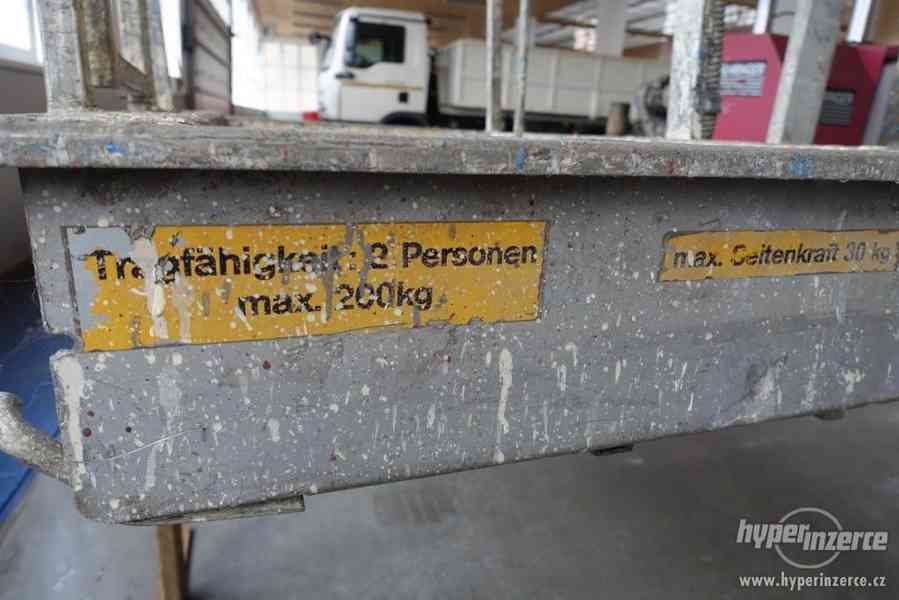 Tragfähigkeit: 2 Personen
max. 200kg
max. Seitenkraft 30 kg
hyperinzerce
www.hyperinzerce.cz